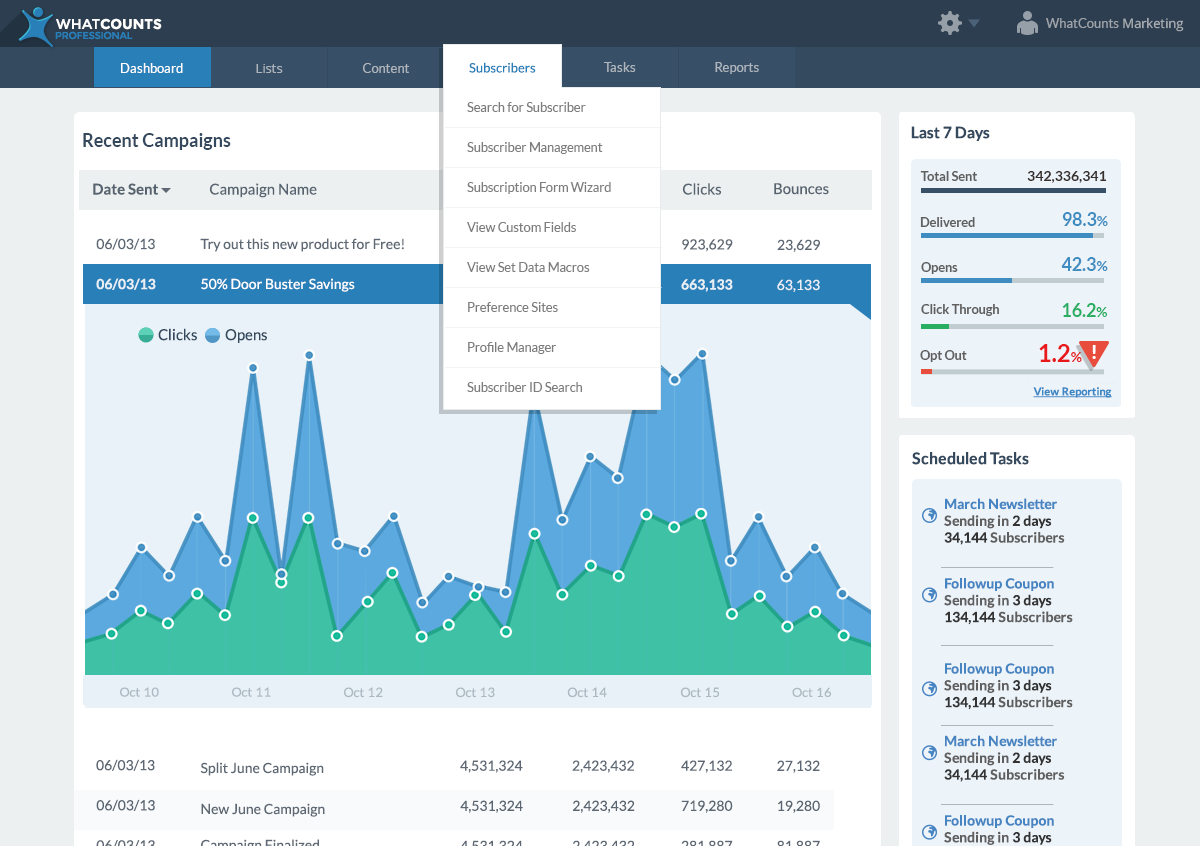 WHATCOUNTS
PROFESSIONAL
WhatCounts Marketing
Dashboard
Lists
Content
Subscribers
Tasks
Reports
Search for Subscriber
Subscriber Management
Subscription Form Wizard
View Custom Fields
View Set Data Macros
Preference Sites
Profile Manager
Subscriber ID Search
Recent Campaigns
Date Sent Campaign Name Clicks Bounces
06/03/13 Try out this new product for Free! 923,629 23,629
06/03/13 50% Door Buster Savings 663,133 63,133
Clicks Opens
Oct 10 Oct 11 Oct 12 Oct 13 Oct 14 Oct 15 Oct 16
06/03/13 Split June Campaign 4,531,324 2,423,432 427,132 27,132
06/03/13 New June Campaign 4,531,324 2,423,432 719,280 19,280
06/03/13 Campaign Finalized 4,531,324 2,423,432 281,887 81,887
Last 7 Days
Total Sent 342,336,341
Delivered 98.3%
Opens 42.3%
Click Through 16.2%
Opt Out 1.2% !
View Reporting
Scheduled Tasks
March Newsletter
Sending in 2 days
34,144 Subscribers
Followup Coupon
Sending in 3 days
134,144 Subscribers
Followup Coupon
Sending in 3 days
134,144 Subscribers
March Newsletter
Sending in 2 days
34,144 Subscribers
Followup Coupon
Sending in 3 days